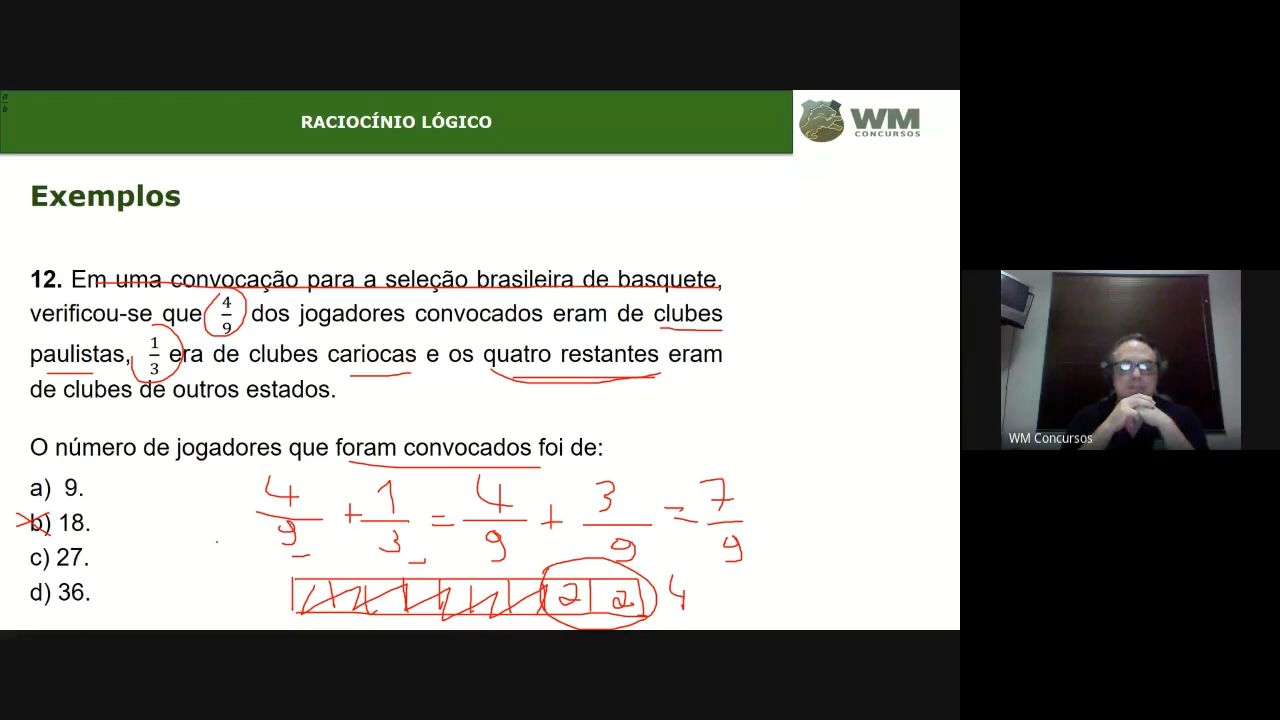 a
b
RACIOCÍNIO LÓGICO
WM
CONCURSOS
Exemplos
12. Em uma convocação para a seleção brasileira de basquete,
verificou-se que 4/9 dos jogadores convocados eram de clubes
paulistas, 1/3 era de clubes cariocas e os quatro restantes eram
de clubes de outros estados.
O número de jogadores que foram convocados foi de:
a) 9.
b) 18.
c) 27.
d) 36.
4/9 + 1/3 = 4/9 + 3/9 = 7/9
2 2 4
WM Concursos